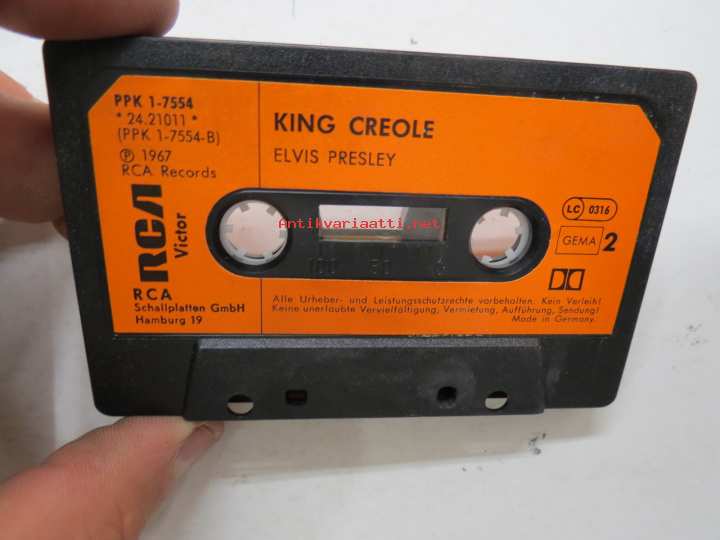 PPK 1-7554
* 24.21011 *
(PPK 1-7554-B)
℗ 1967
RCA Records
RCA
Victor
RCA
Schallplatten GmbH
Hamburg 19
KING CREOLE
ELVIS PRESLEY
Antikvariaatti.net
100 50
LC 0316
GEMA 2
Alle Urheber- und Leistungsschutzrechte vorbehalten. Kein Verleih!
Keine unerlaubte Vervielfältigung, Vermietung, Aufführung, Sendung!
Made in Germany.